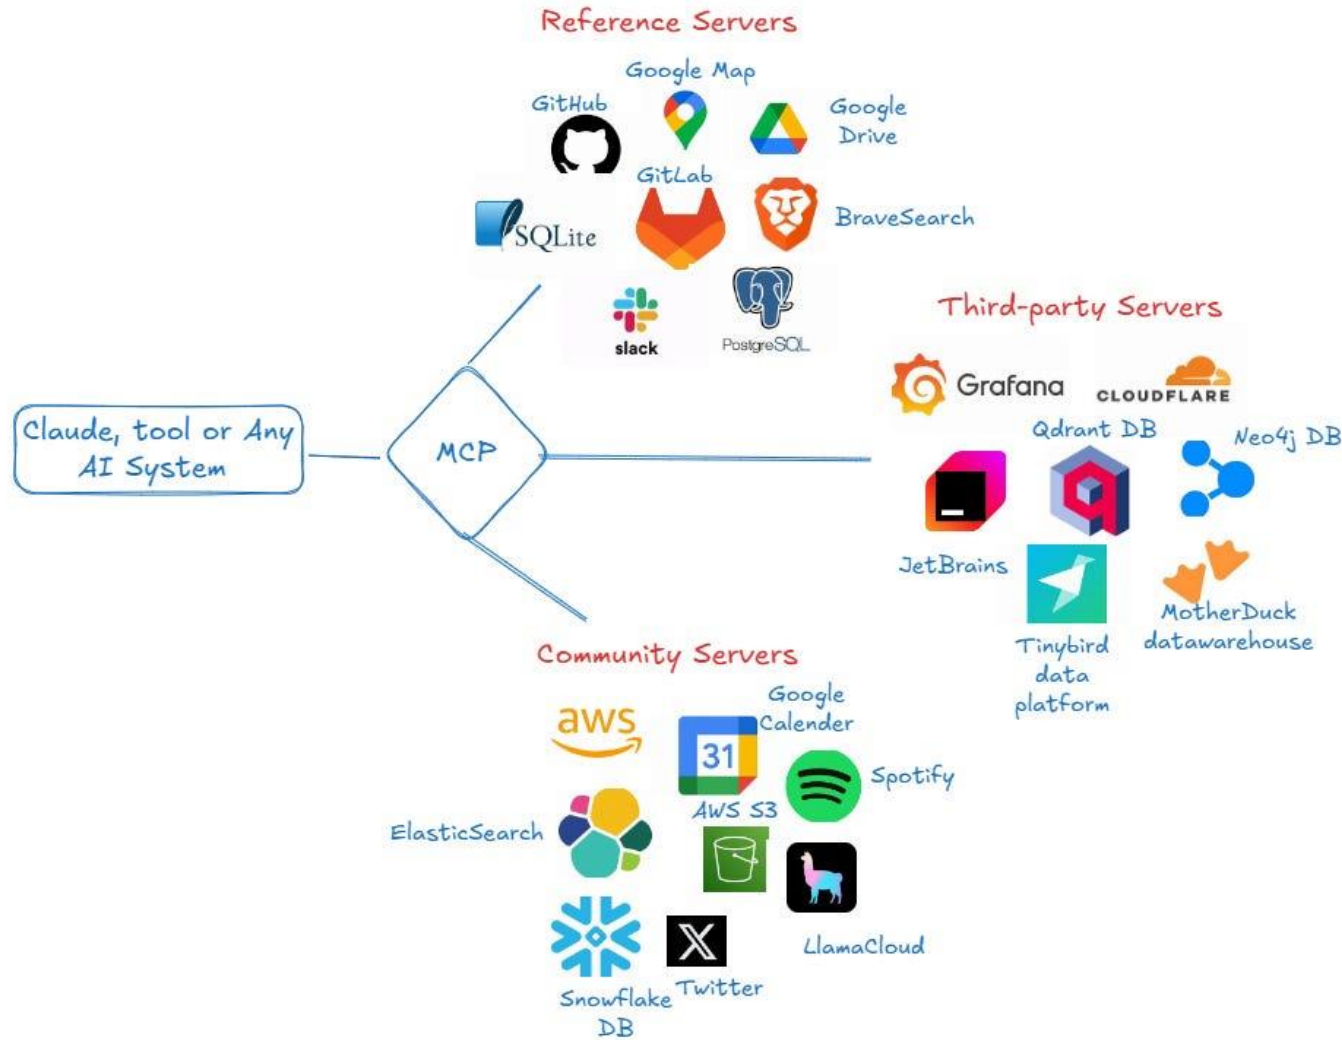 Reference Servers
Google Map
GitHub
Google
Drive
GitLab
SQLite
BraveSearch
slack
PostgreSQL
Third-party Servers
Grafana
CLOUDFLARE
Qdrant DB
Neo4j DB
Claude, tool or Any
AI System
MCP
JetBrains
MotherDuck
datawarehouse
Tinybird
data
platform
Community Servers
aws
Google
Calender
31
Spotify
AWS S3
ElasticSearch
LlamaCloud
X
Twitter
Snowflake
DB